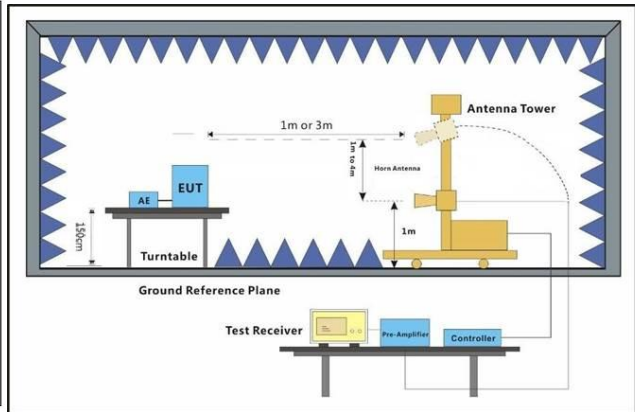 1m or 3m
Antenna Tower
1m to 4m
Horn Antenna
EUT
AE
150cm
1m
Turntable
Ground Reference Plane
Test Receiver
Pre-Amplifier
Controller